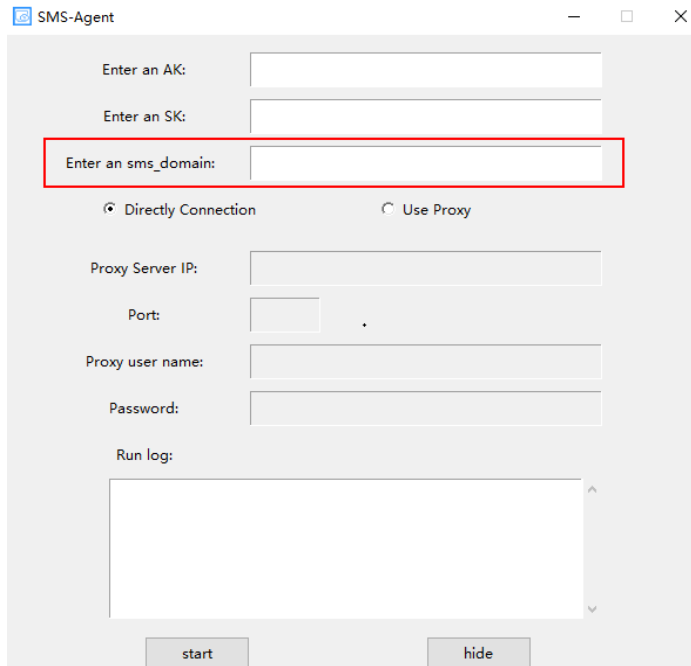 SMS-Agent
Enter an AK:
Enter an SK:
Enter an sms_domain:
Directly Connection Use Proxy
Proxy Server IP:
Port:
Proxy user name:
Password:
Run log:
start hide